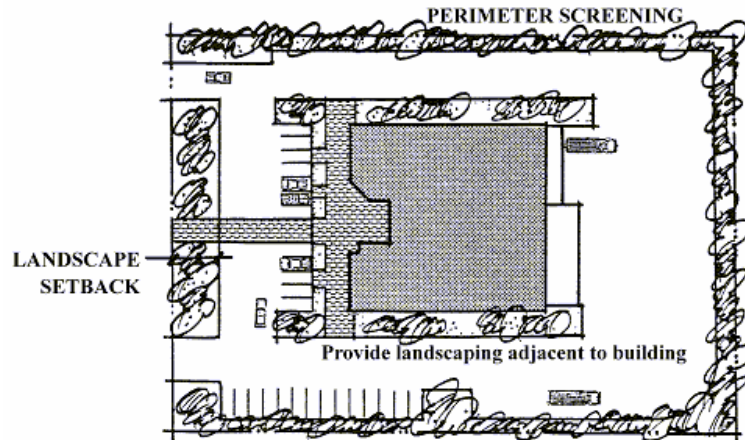 PERIMETER SCREENING
LANDSCAPE
SETBACK
Provide landscaping adjacent to building